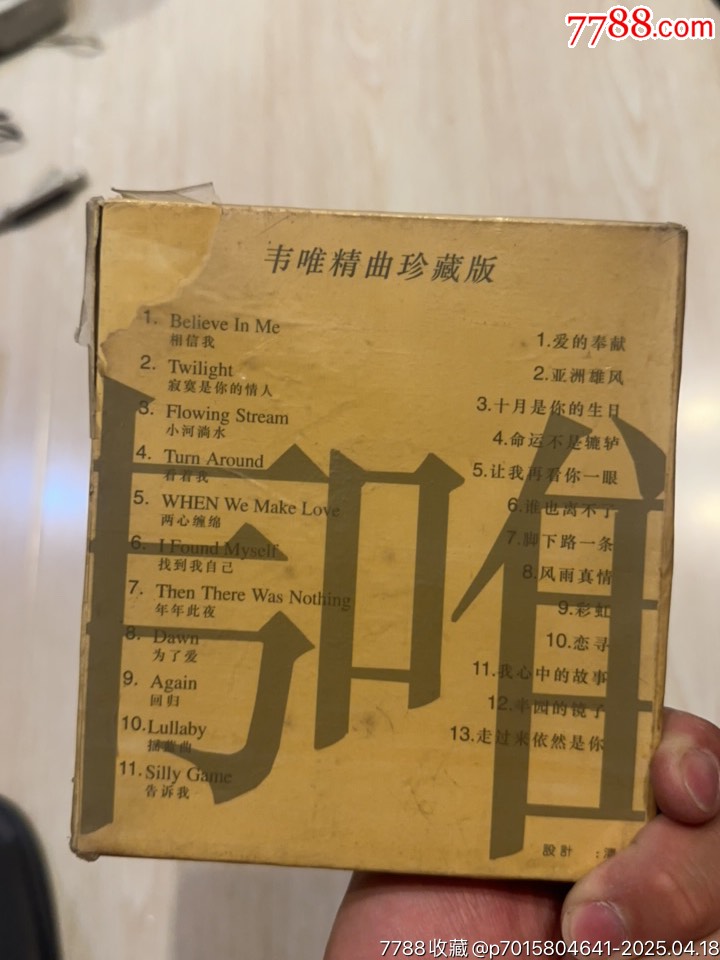 7788.com
韦唯精曲珍藏版
1. Believe In Me
相信我
2. Twilight
寂寞是你的情人
3. Flowing Stream
小河淌水
4. Turn Around
看着我
5. WHEN We Make Love
两心缠绵
6. I Found Myself
找到我自己
7. Then There Was Nothing
年年此夜
8. Dawn
为了爱
9. Again
回归
10. Lullaby
摇蓝曲
11. Silly Game
告诉我
1.爱的奉献
2.亚洲雄风
3.十月是你的生日
4.命运不是辘轳
5.让我再看你一眼
6.谁也离不了
7.脚下路一条
8.风雨真情
9.彩虹
10.恋寻
11.我心中的故事
12.半圆的镜子
13.走过来依然是你
韦唯
設計 :
7788收藏@p7015804641-2025.04.18